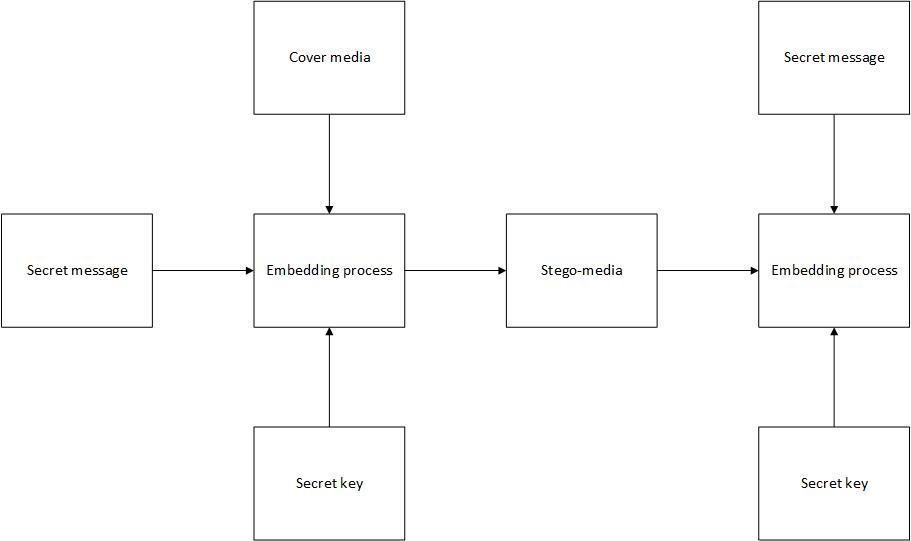 Cover media
Secret message
Secret message
Embedding process
Stego-media
Embedding process
Secret key
Secret key